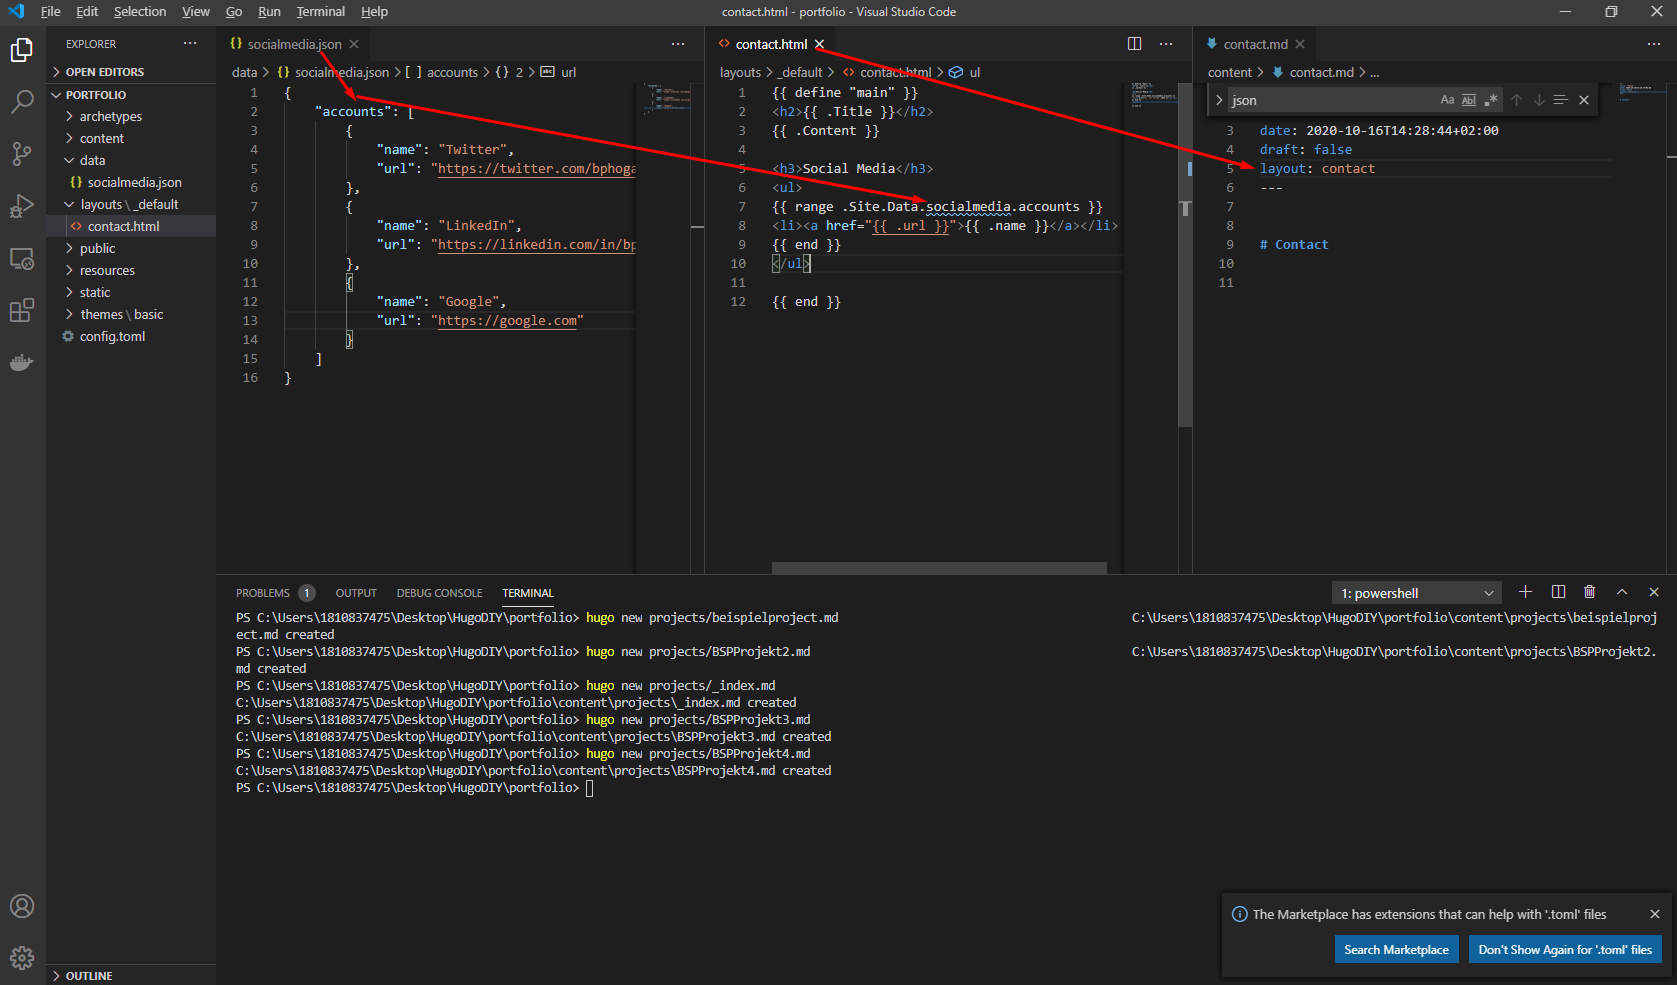 File Edit Selection View Go Run Terminal Help
contact.html - portfolio - Visual Studio Code
EXPLORER
OPEN EDITORS
PORTFOLIO
archetypes
content
data
{} socialmedia.json
layouts \ _default
<> contact.html
public
resources
static
themes \ basic
config.toml
OUTLINE
{} socialmedia.json
data > {} socialmedia.json > [ ] accounts > {} 2 > abc url
1 {
2 "accounts": [
3 {
4 "name": "Twitter",
5 "url": "https://twitter.com/bphoga
6 },
7 {
8 "name": "LinkedIn",
9 "url": "https://linkedin.com/in/bp
10 },
11 {
12 "name": "Google",
13 "url": "https://google.com"
14 }
15 ]
16 }
<> contact.html
layouts > _default > <> contact.html > ul
1 {{ define "main" }}
2 <h2>{{ .Title }}</h2>
3 {{ .Content }}
4
5 <h3>Social Media</h3>
6 <ul>
7 {{ range .Site.Data.socialmedia.accounts }}
8 <li><a href="{{ .url }}">{{ .name }}</a></li>
9 {{ end }}
10 </ul>
11
12 {{ end }}
contact.md
content > contact.md > ...
json Aa Abl .*
3 date: 2020-10-16T14:28:44+02:00
4 draft: false
5 layout: contact
6 ---
7
8
9 # Contact
10
11
PROBLEMS 1 OUTPUT DEBUG CONSOLE TERMINAL
1: powershell
PS C:\Users\1810837475\Desktop\HugoDIY\portfolio> hugo new projects/beispielproject.md C:\Users\1810837475\Desktop\HugoDIY\portfolio\content\projects\beispielproj
ect.md created
PS C:\Users\1810837475\Desktop\HugoDIY\portfolio> hugo new projects/BSPProjekt2.md C:\Users\1810837475\Desktop\HugoDIY\portfolio\content\projects\BSPProjekt2.
md created
PS C:\Users\1810837475\Desktop\HugoDIY\portfolio> hugo new projects/_index.md
C:\Users\1810837475\Desktop\HugoDIY\portfolio\content\projects\_index.md created
PS C:\Users\1810837475\Desktop\HugoDIY\portfolio> hugo new projects/BSPProjekt3.md
C:\Users\1810837475\Desktop\HugoDIY\portfolio\content\projects\BSPProjekt3.md created
PS C:\Users\1810837475\Desktop\HugoDIY\portfolio> hugo new projects/BSPProjekt4.md
C:\Users\1810837475\Desktop\HugoDIY\portfolio\content\projects\BSPProjekt4.md created
PS C:\Users\1810837475\Desktop\HugoDIY\portfolio>
The Marketplace has extensions that can help with '.toml' files
Search Marketplace
Don't Show Again for '.toml' files